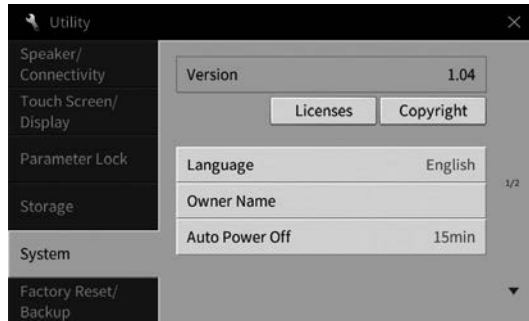 Utility
Speaker/
Connectivity
Touch Screen/
Display
Parameter Lock
Storage
System
Factory Reset/
Backup
Version 1.04
Licenses Copyright
Language English
Owner Name
Auto Power Off 15min
1/2